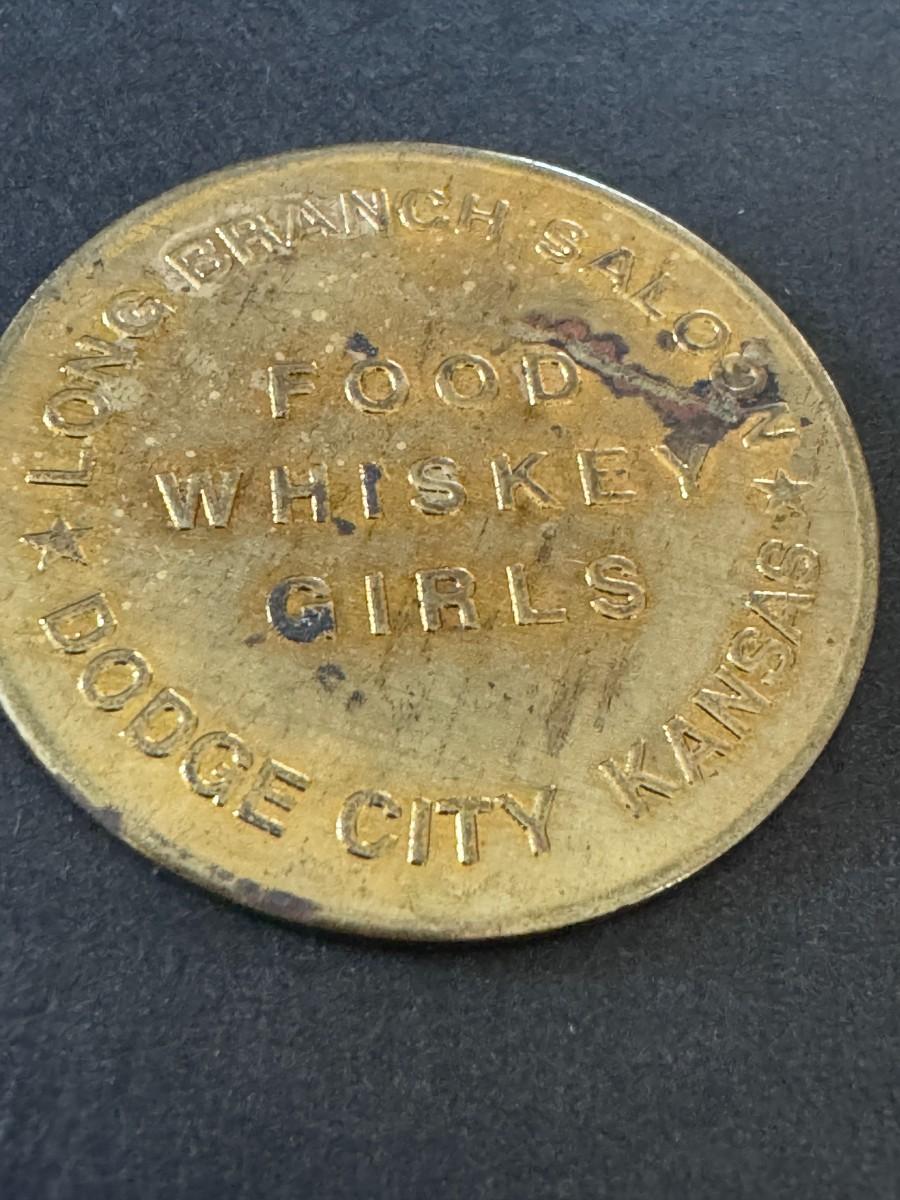 LONG BRANCH SALOON
FOOD
WHISKEY
GIRLS
★ DODGE CITY KANSAS ★